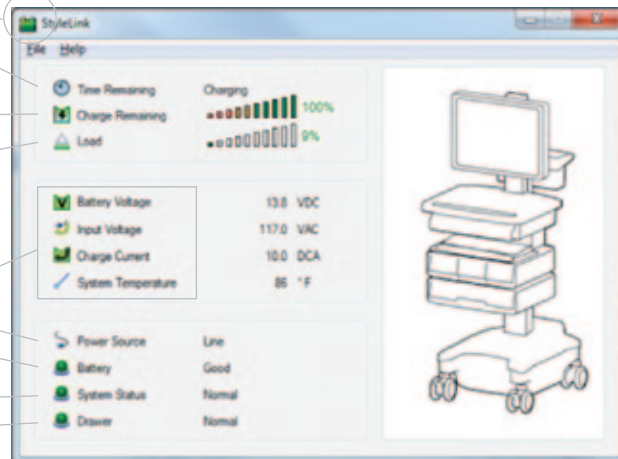 StyleLink
File Help
Time Remaining Charging
Charge Remaining 100%
Load 9%
Battery Voltage 13.8 VDC
Input Voltage 117.0 VAC
Charge Current 10.0 DCA
System Temperature 86 °F
Power Source Line
Battery Good
System Status Normal
Drawer Normal